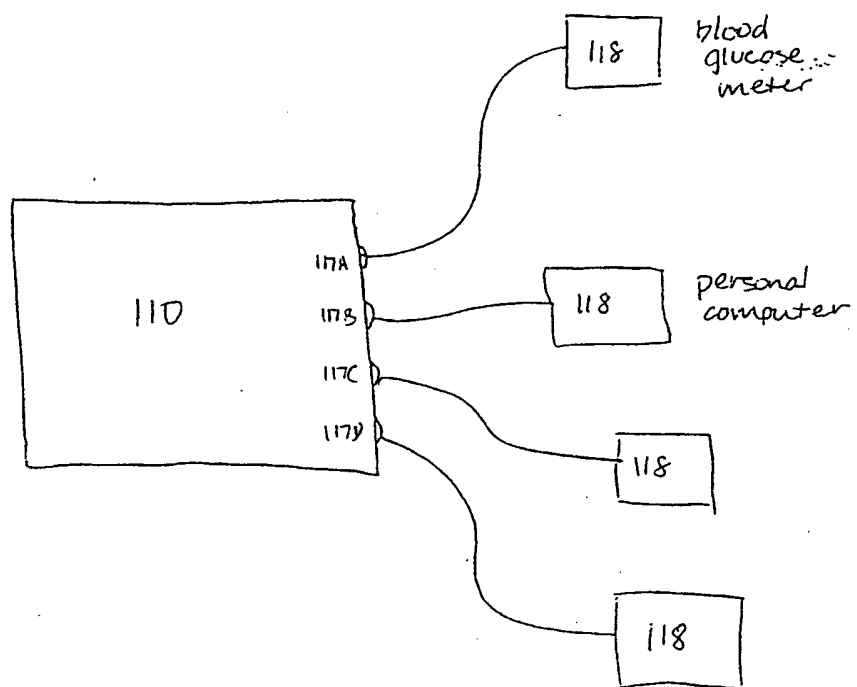 118
blood
glucose
meter
117A
110
117B
118
personal
computer
117C
117D
118
118